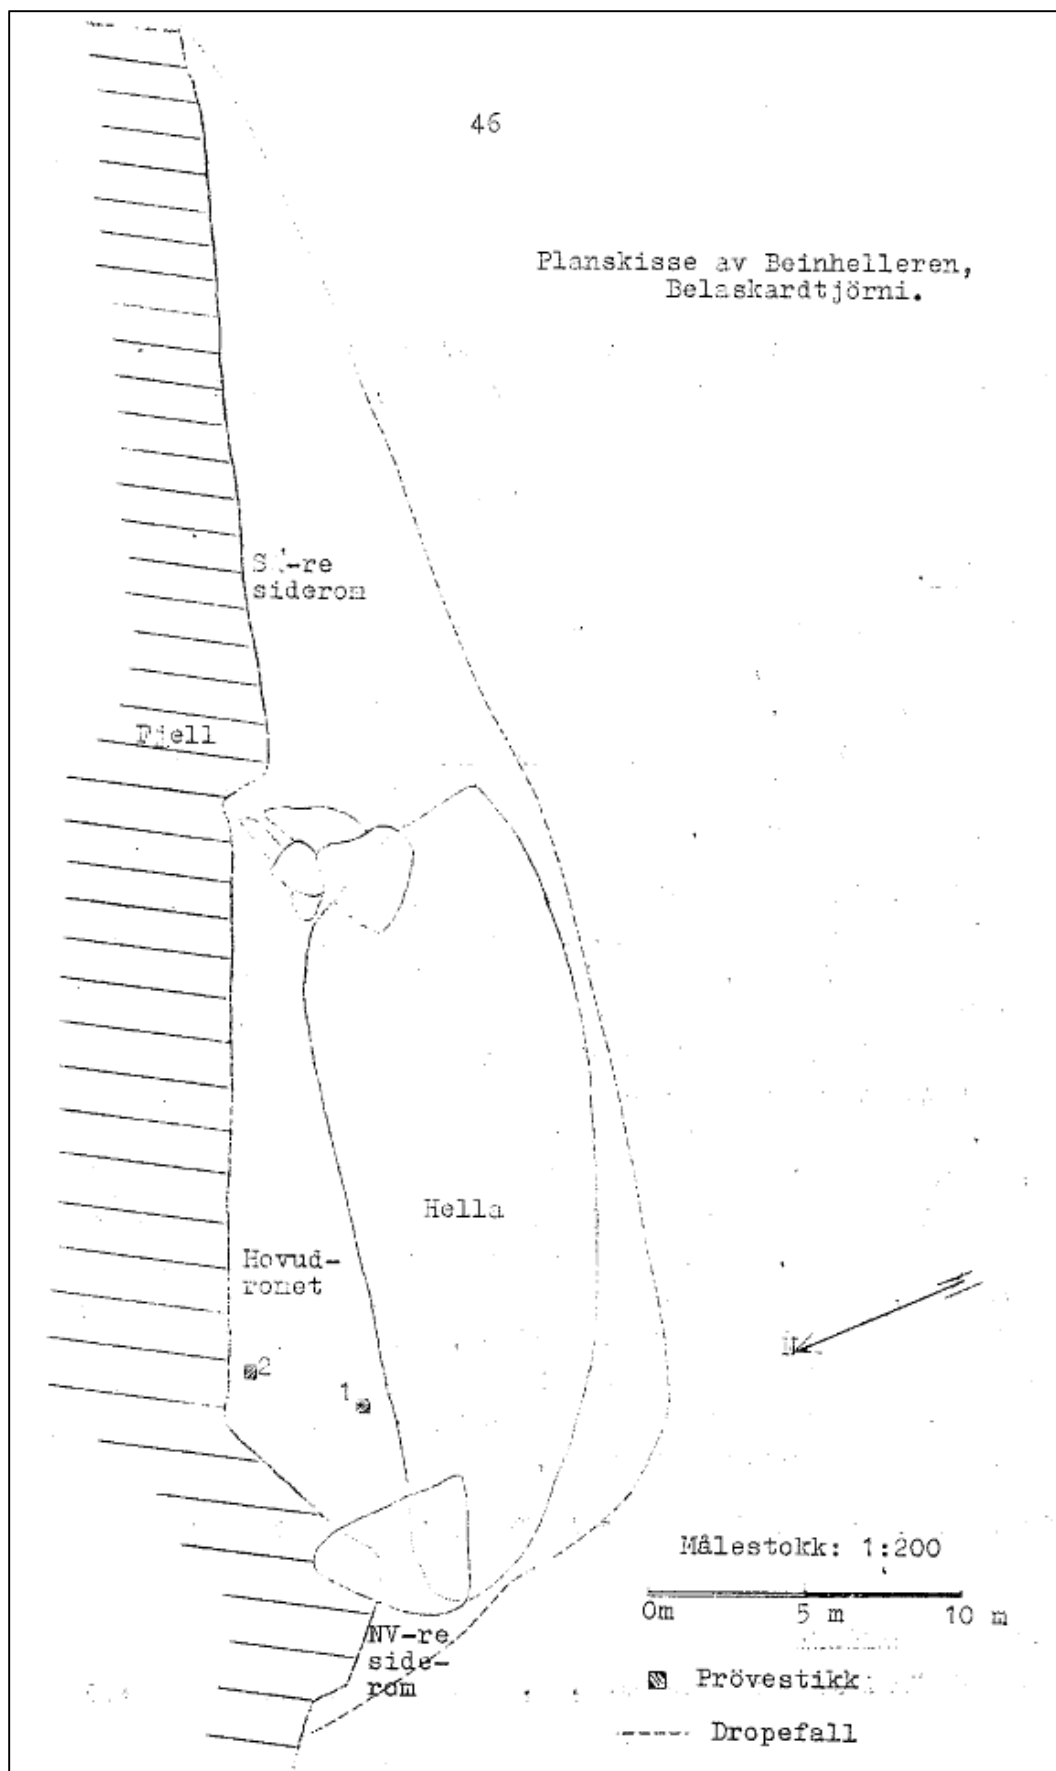 46
Planskisse av Beinhelleren,
Belaskardtjörni.
-re
siderom
Fjell
Hella
Hovud-
romet
2
1
Målestokk: 1:200
0m 5 m 10 m
NV-re
side-
rom
Prövestikk
Dropefall